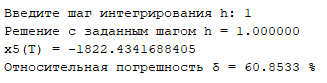 Введите шаг интегрирования h: 1
Решение с заданным шагом h = 1.000000
x5(T) = -1822.4341688405
Относительная погрешность δ = 60.8533 %